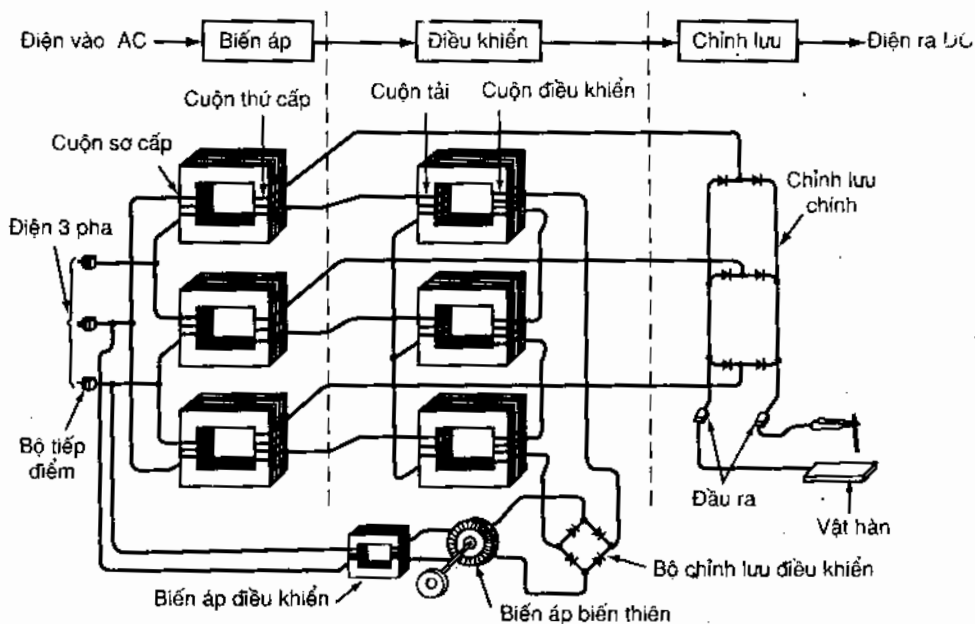 Điện vào AC
Biến áp
Điều khiển
Chỉnh lưu
Điện ra DC
Cuộn thứ cấp
Cuộn tải
Cuộn điều khiển
Cuộn sơ cấp
Chỉnh lưu
chính
Điện 3 pha
Bộ tiếp
điểm
Đầu ra
Vật hàn
Bộ chỉnh lưu điều khiển
Biến áp điều khiển
Biến áp biến thiên